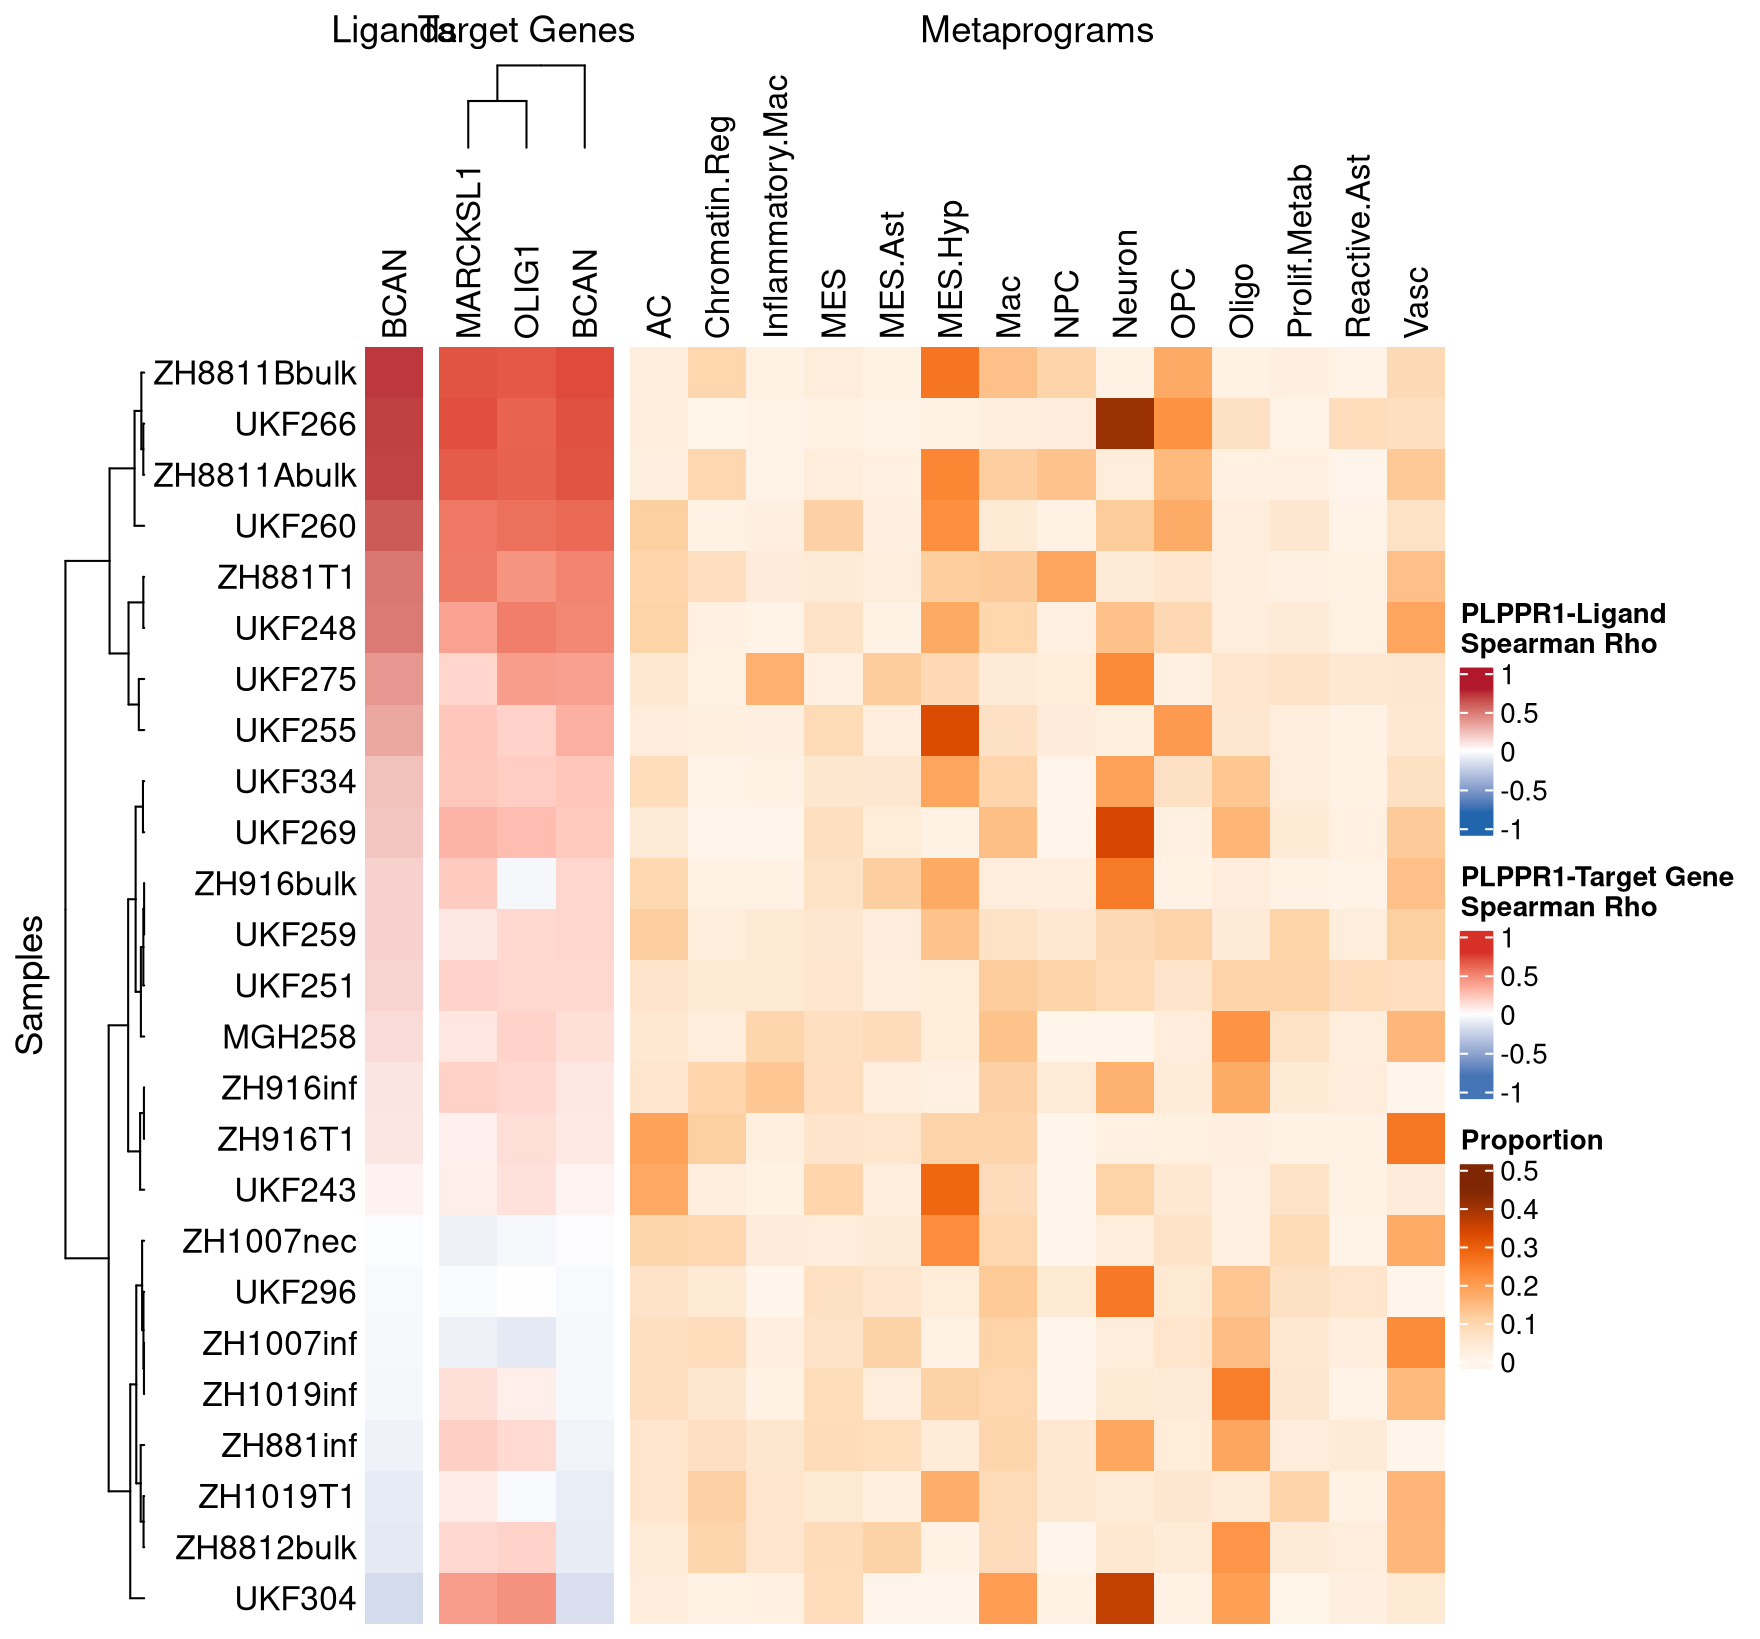 Ligands
Target Genes
Metaprograms
BCAN
MARCKSL1
OLIG1
BCAN
AC
Chromatin.Reg
Inflammatory.Mac
MES
MES.Ast
MES.Hyp
Mac
NPC
Neuron
OPC
Oligo
Prolif.Metab
Reactive.Ast
Vasc
Samples
ZH8811Bbulk
UKF266
ZH8811Abulk
UKF260
ZH881T1
UKF248
UKF275
UKF255
UKF334
UKF269
ZH916bulk
UKF259
UKF251
MGH258
ZH916inf
ZH916T1
UKF243
ZH1007nec
UKF296
ZH1007inf
ZH1019inf
ZH881inf
ZH1019T1
ZH8812bulk
UKF304
PLPPR1-Ligand
Spearman Rho
1
0.5
0
-0.5
-1
PLPPR1-Target Gene
Spearman Rho
1
0.5
0
-0.5
-1
Proportion
0.5
0.4
0.3
0.2
0.1
0